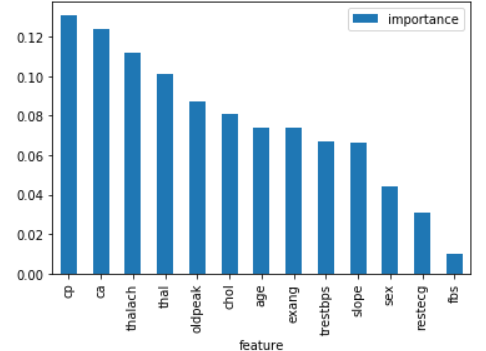 importance
0.12
0.10
0.08
0.06
0.04
0.02
0.00
cp ca thalach thal oldpeak chol age exang trestbps slope sex restecg fbs
feature